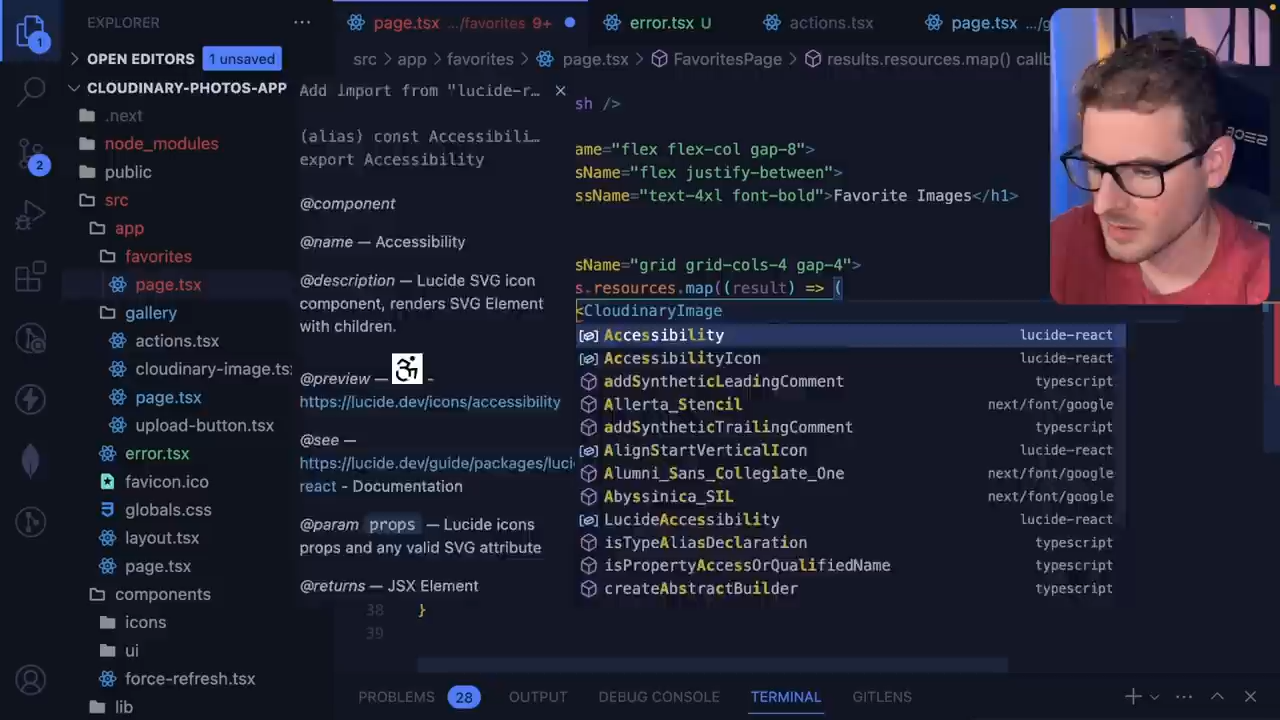 EXPLORER
OPEN EDITORS 1 unsaved
CLOUDINARY-PHOTOS-APP
.next
node_modules
public
src
app
favorites
page.tsx
gallery
actions.tsx
cloudinary-image.ts
page.tsx
upload-button.tsx
error.tsx
favicon.ico
globals.css
layout.tsx
page.tsx
components
icons
ui
force-refresh.tsx
lib
1
2
page.tsx .../favorites 9+
error.tsx U
actions.tsx
page.tsx .../g
src > app > favorites > page.tsx > FavoritesPage > results.resources.map() callb
Add import from "lucide-r…
(alias) const Accessibili…
export Accessibility
@component
@name — Accessibility
@description — Lucide SVG icon
component, renders SVG Element
with children.
@preview — -
https://lucide.dev/icons/accessibility
@see —
https://lucide.dev/guide/packages/luci
react - Documentation
@param props — Lucide icons
props and any valid SVG attribute
@returns — JSX Element
sh />
ame="flex flex-col gap-8">
sName="flex justify-between">
ssName="text-4xl font-bold">Favorite Images</h1>
sName="grid grid-cols-4 gap-4">
s.resources.map((result) => (
<CloudinaryImage
Accessibility lucide-react
AccessibilityIcon
addSyntheticLeadingComment typescript
Allerta_Stencil next/font/google
addSyntheticTrailingComment typescript
AlignStartVerticalIcon lucide-react
Alumni_Sans_Collegiate_One next/font/google
Abyssinica_SIL next/font/google
LucideAccessibility lucide-react
isTypeAliasDeclaration typescript
isPropertyAccessOrQualifiedName typescript
createAbstractBuilder typescript
38 }
39
PROBLEMS 28 OUTPUT DEBUG CONSOLE TERMINAL GITLENS